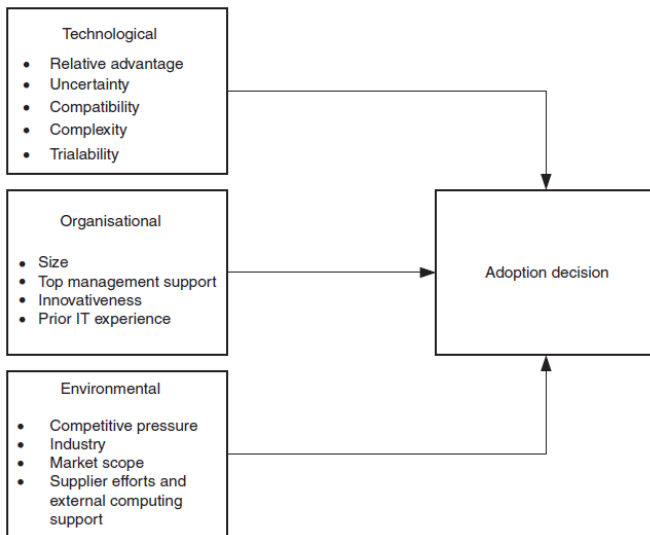 Technological
• Relative advantage
• Uncertainty
• Compatibility
• Complexity
• Trialability
Organisational
• Size
• Top management support
• Innovativeness
• Prior IT experience
Adoption decision
Environmental
• Competitive pressure
• Industry
• Market scope
• Supplier efforts and
external computing
support